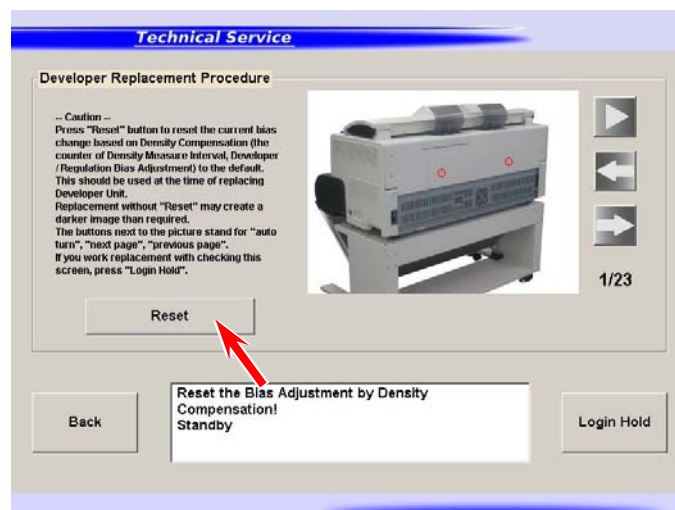 Technical Service
Developer Replacement Procedure
-- Caution --
Press "Reset" button to reset the current bias
change based on Density Compensation (the
counter of Density Measure Interval, Developer
/ Regulation Bias Adjustment) to the default.
This should be used at the time of replacing
Developer Unit.
Replacement without "Reset" may create a
darker image than required.
The buttons next to the picture stand for "auto
turn", "next page", "previous page".
If you work replacement with checking this
screen, press "Login Hold".
1/23
Reset
Reset the Bias Adjustment by Density
Compensation!
Standby
Back
Login Hold